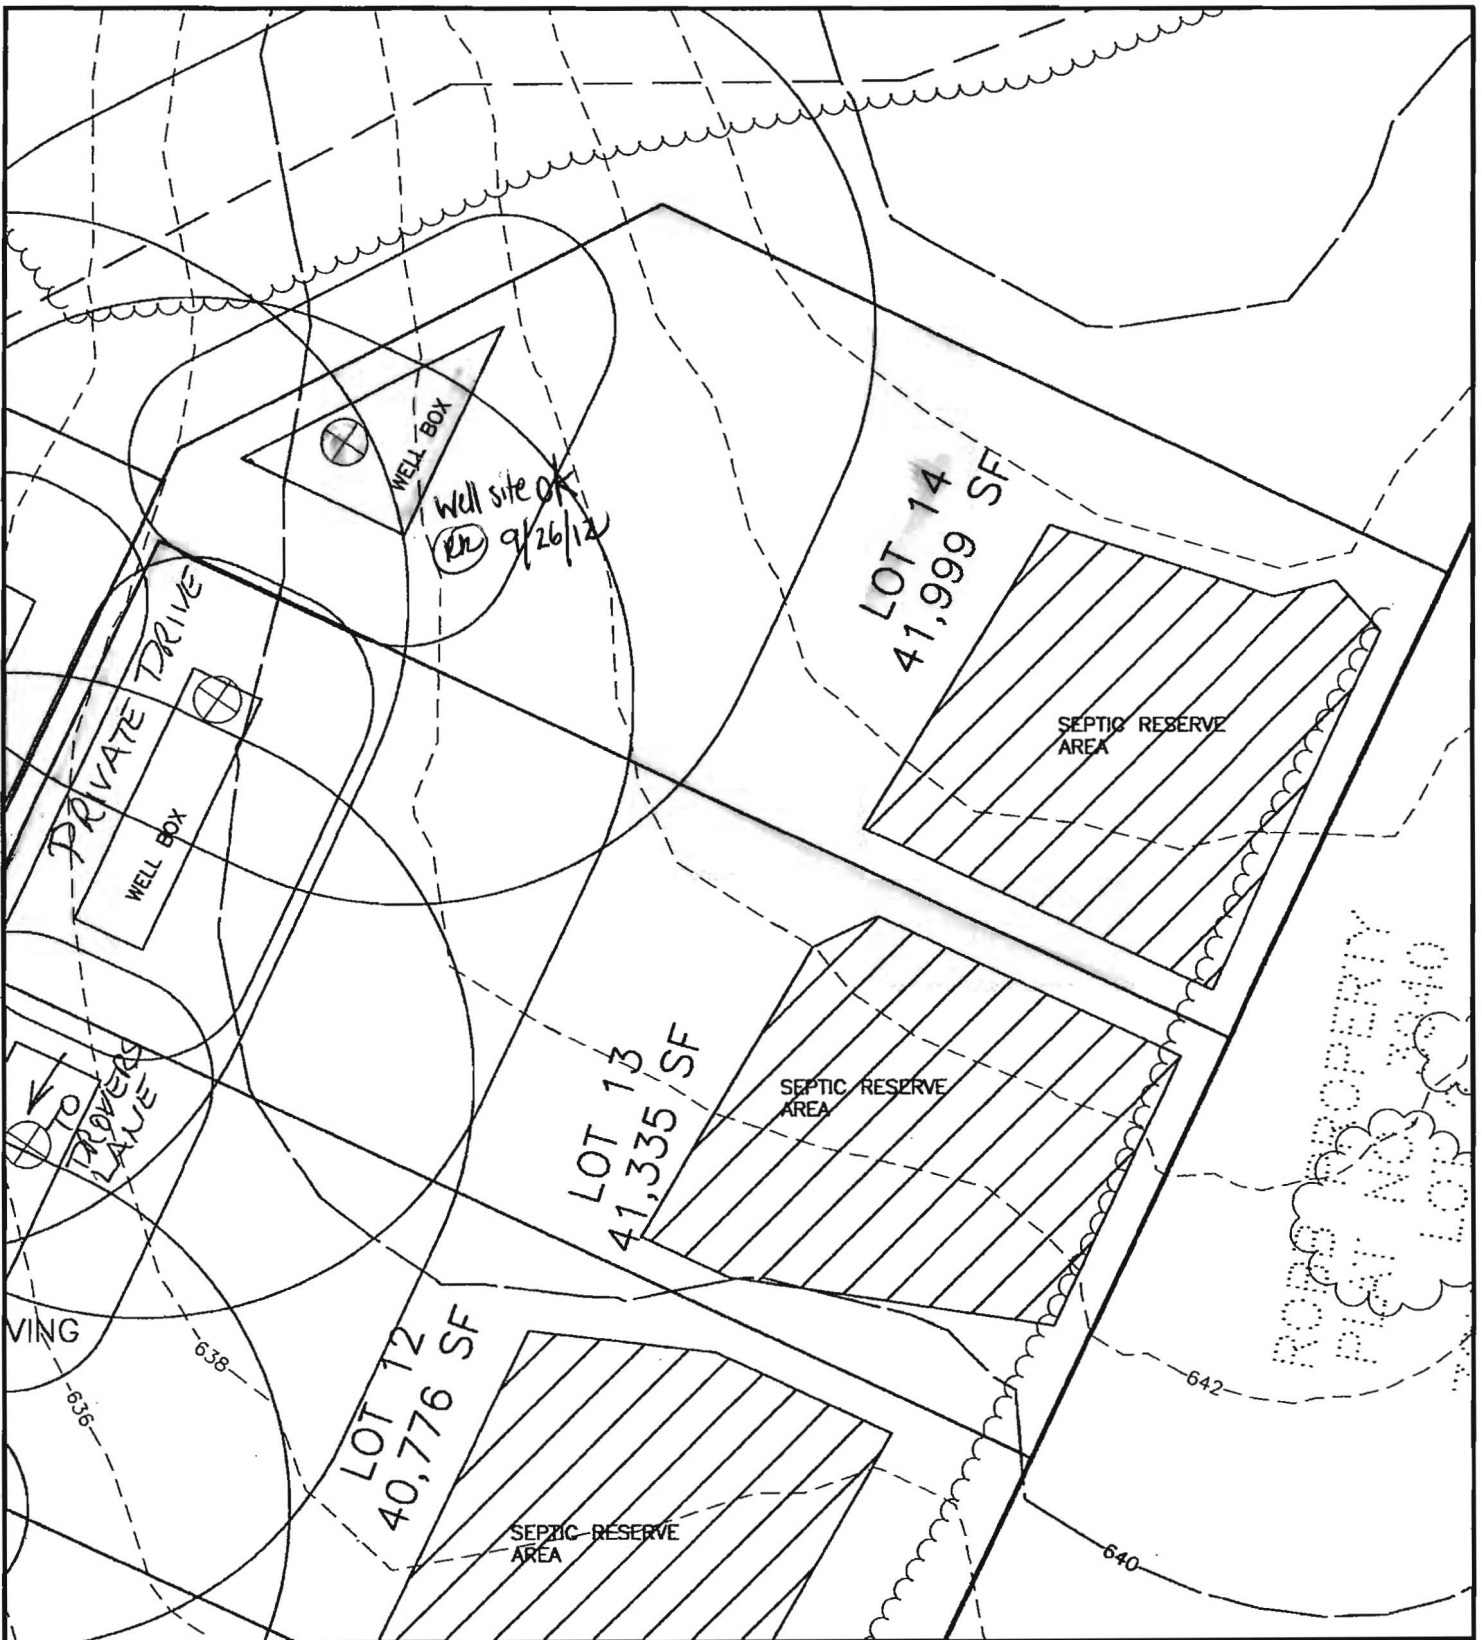 WELL BOX
Well site OK
RR 9/26/12
LOT 14
41,999 SF
SEPTIC RESERVE
AREA
PRIVATE DRIVE
WELL BOX
TO
DROVERS
LANE
LOT 13
41,335 SF
SEPTIC RESERVE
AREA
VING
638
636
LOT 12
40,776 SF
SEPTIC RESERVE
AREA
642
640
PROPERTY